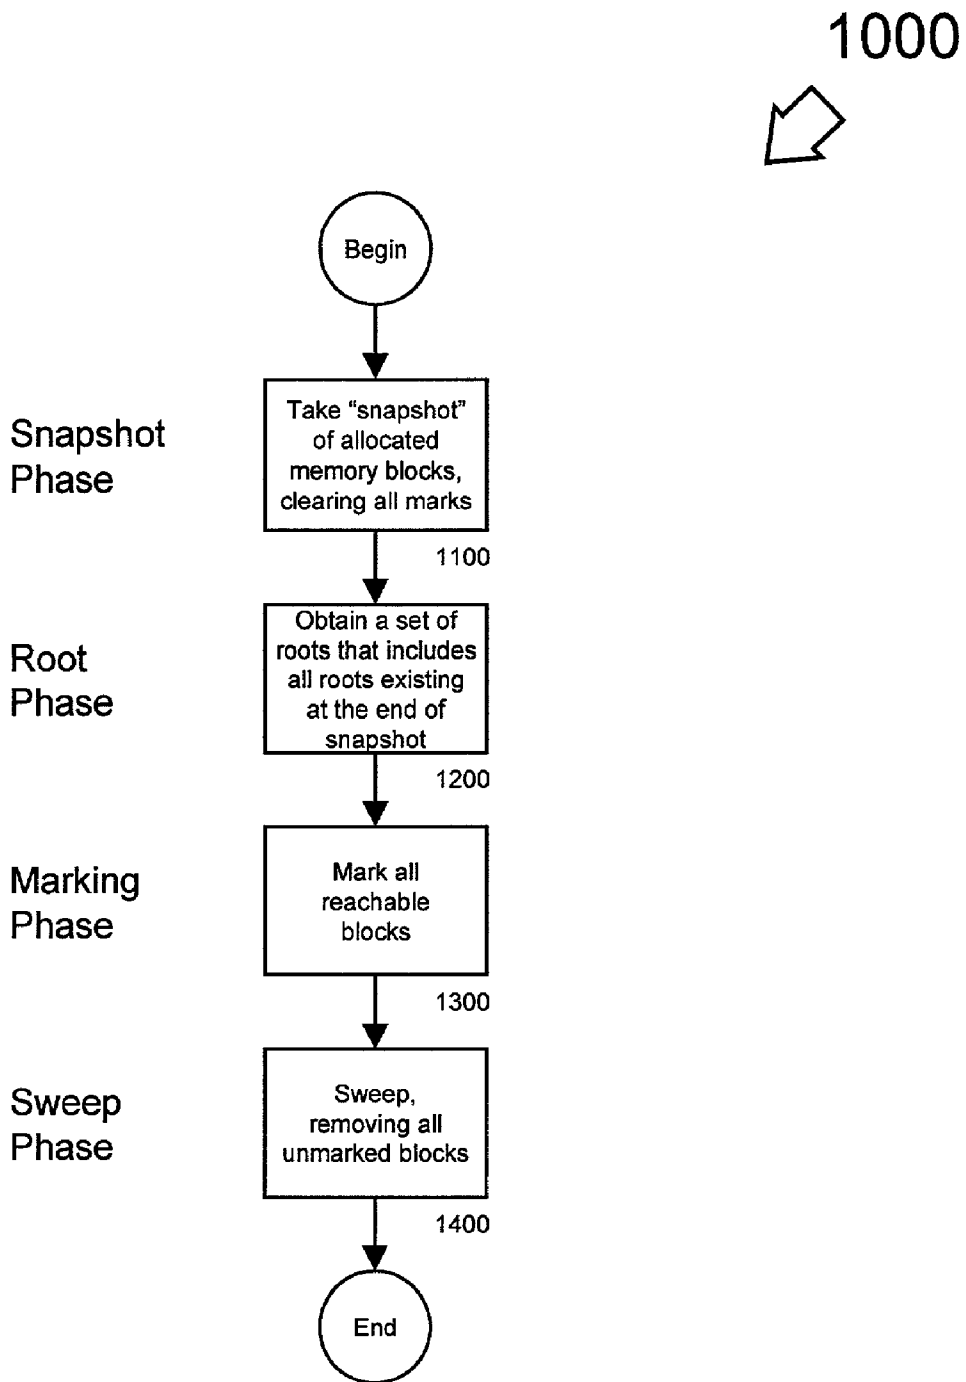 1000
Begin
Snapshot
Phase
Take “snapshot”
of allocated
memory blocks,
clearing all marks
1100
Root
Phase
Obtain a set of
roots that includes
all roots existing
at the end of
snapshot
1200
Marking
Phase
Mark all
reachable
blocks
1300
Sweep
Phase
Sweep,
removing all
unmarked blocks
1400
End